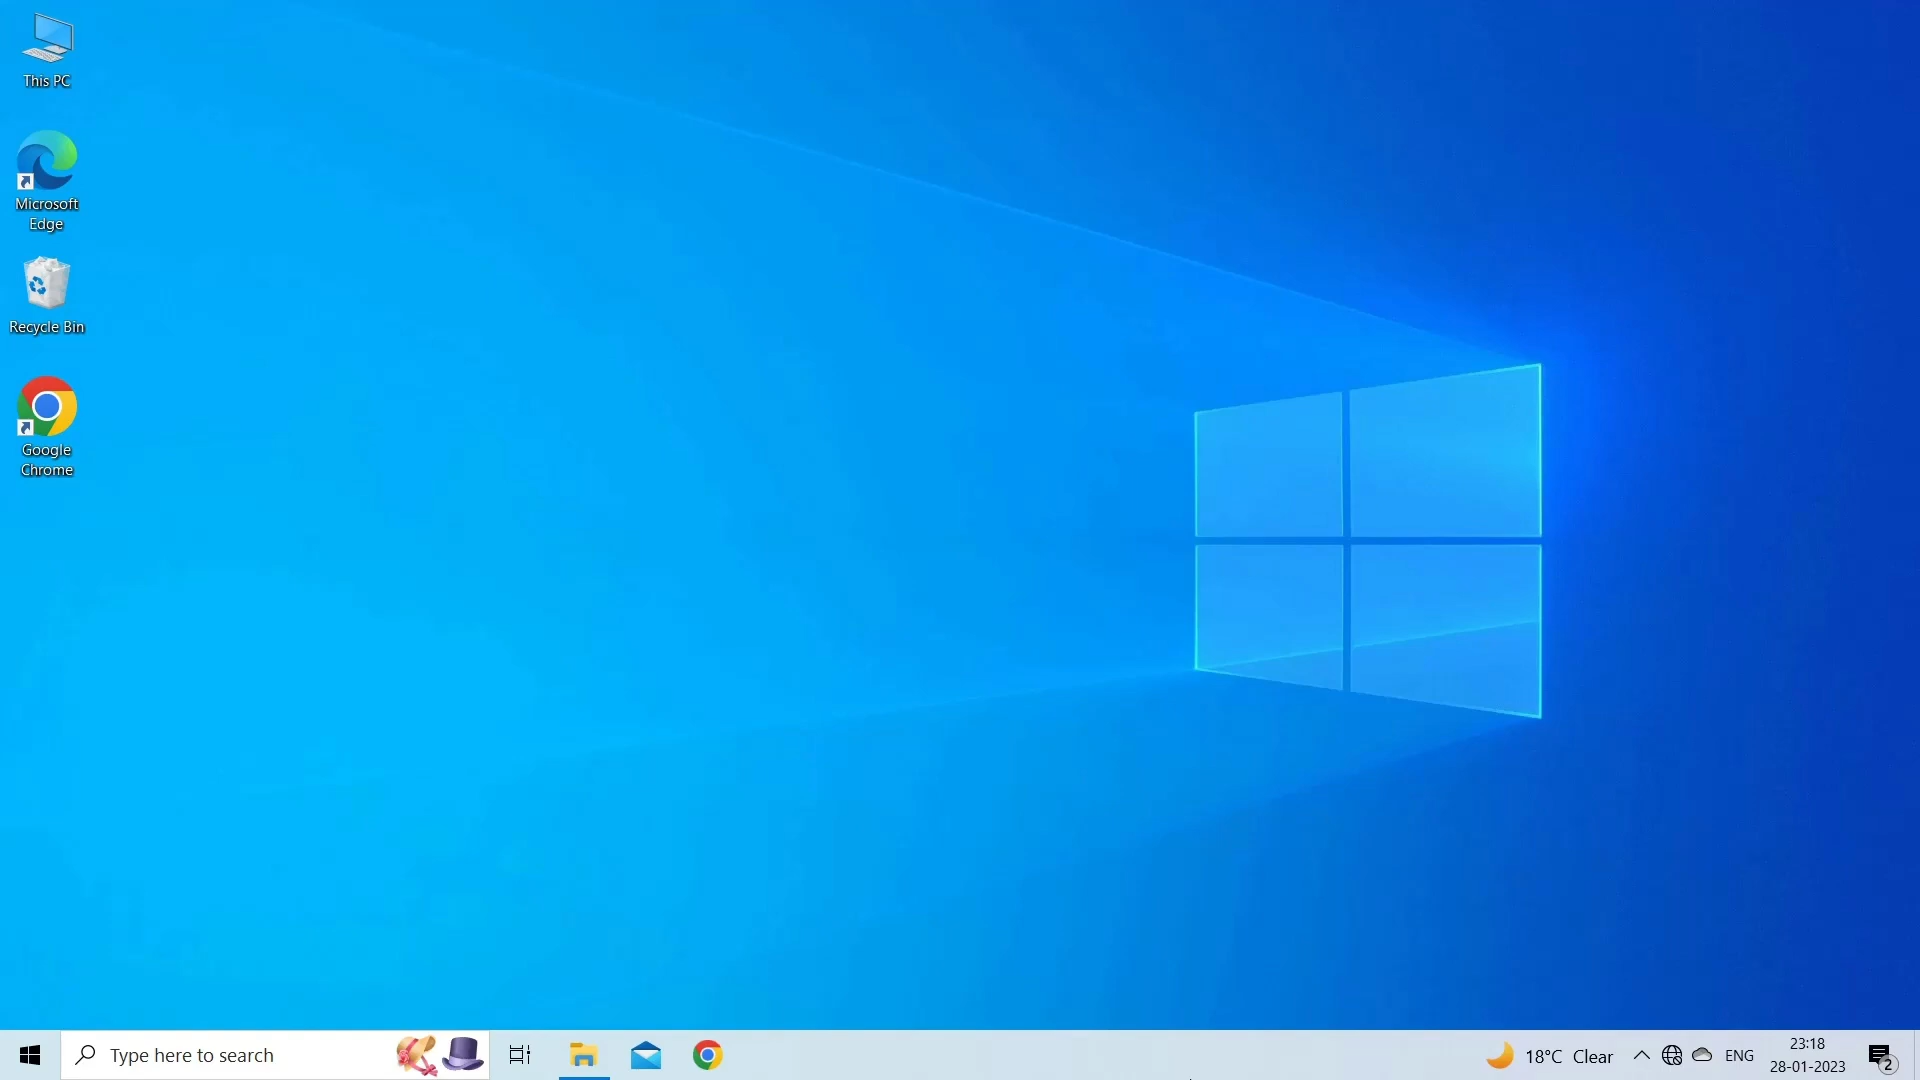 This PC
Microsoft
Edge
Recycle Bin
Google
Chrome
Type here to search
18°C Clear
ENG
23:18
28-01-2023
2